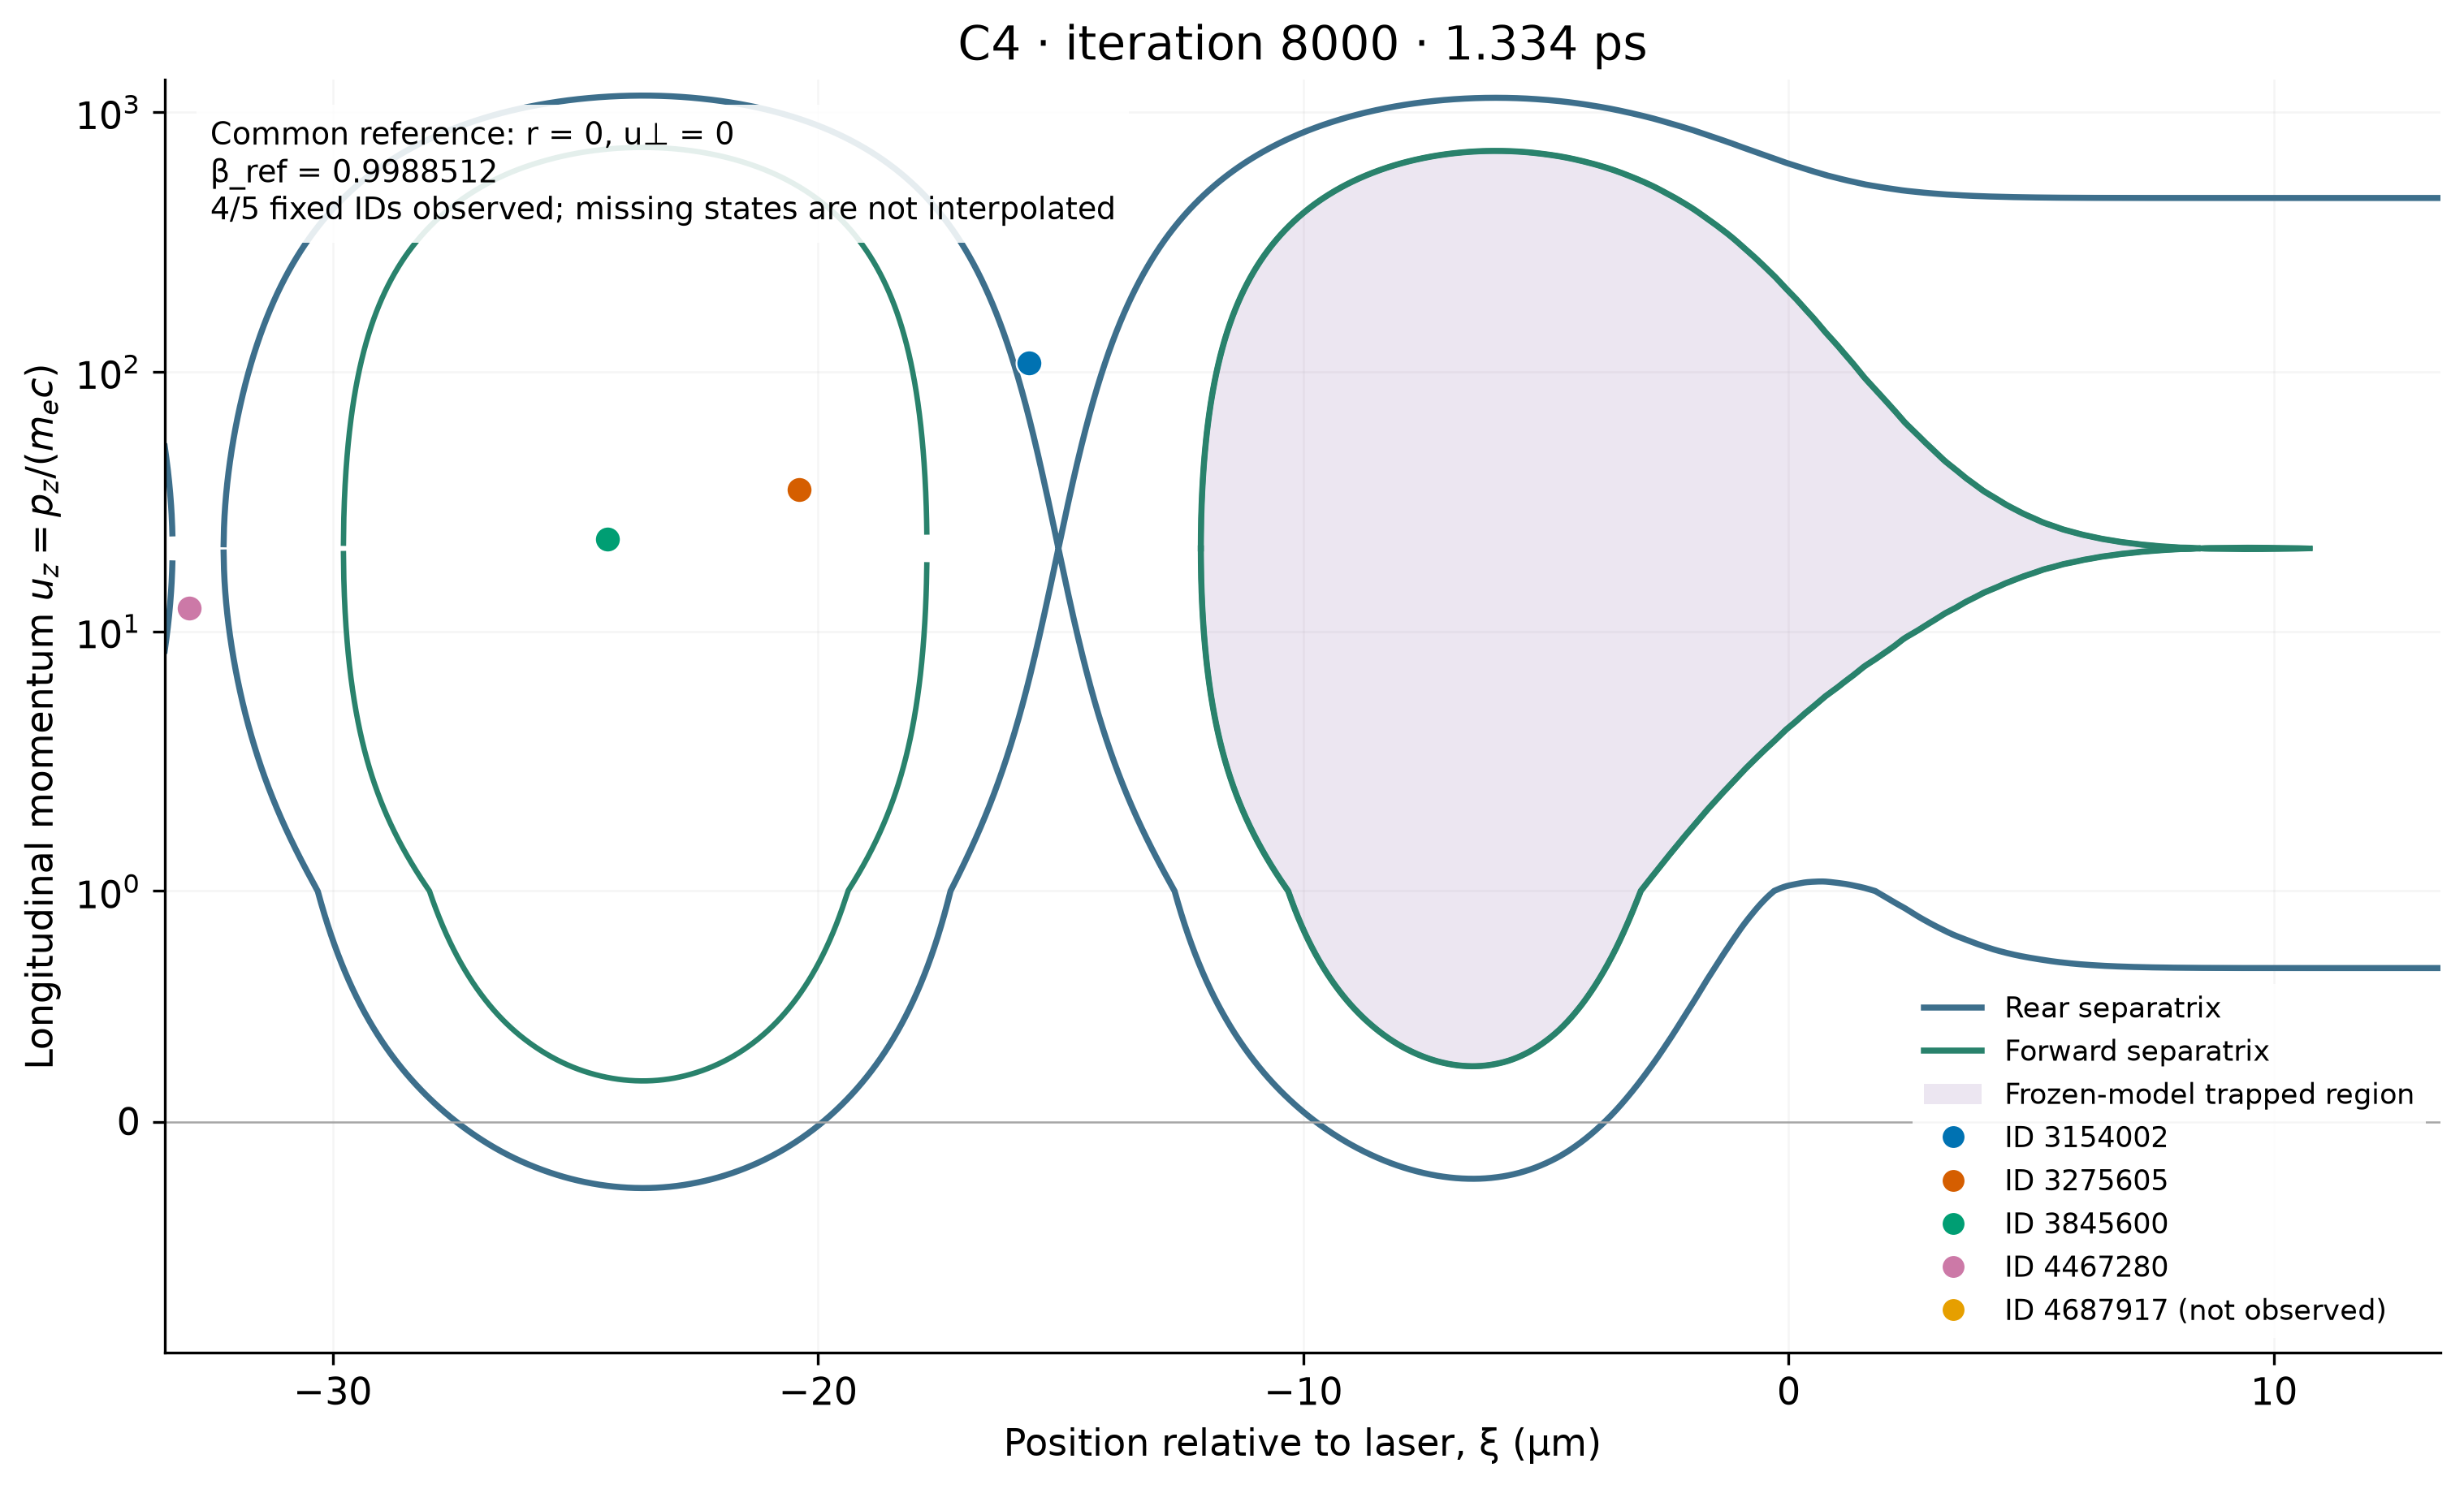 C4 · iteration 8000 · 1.334 ps
Common reference: r = 0, u⊥ = 0
β_ref = 0.9988512
4/5 fixed IDs observed; missing states are not interpolated
Longitudinal momentum u_z = p_z/(m_e c)
10³
10²
10¹
10⁰
0
Rear separatrix
Forward separatrix
Frozen-model trapped region
ID 3154002
ID 3275605
ID 3845600
ID 4467280
ID 4687917 (not observed)
−30 −20 −10 0 10
Position relative to laser, ξ (μm)